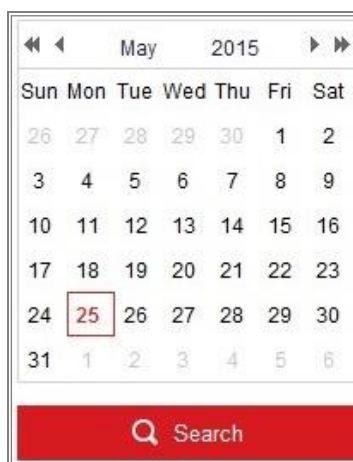 May 2015
Sun Mon Tue Wed Thu Fri Sat
26 27 28 29 30 1 2
3 4 5 6 7 8 9
10 11 12 13 14 15 16
17 18 19 20 21 22 23
24 25 26 27 28 29 30
31 1 2 3 4 5 6
Search